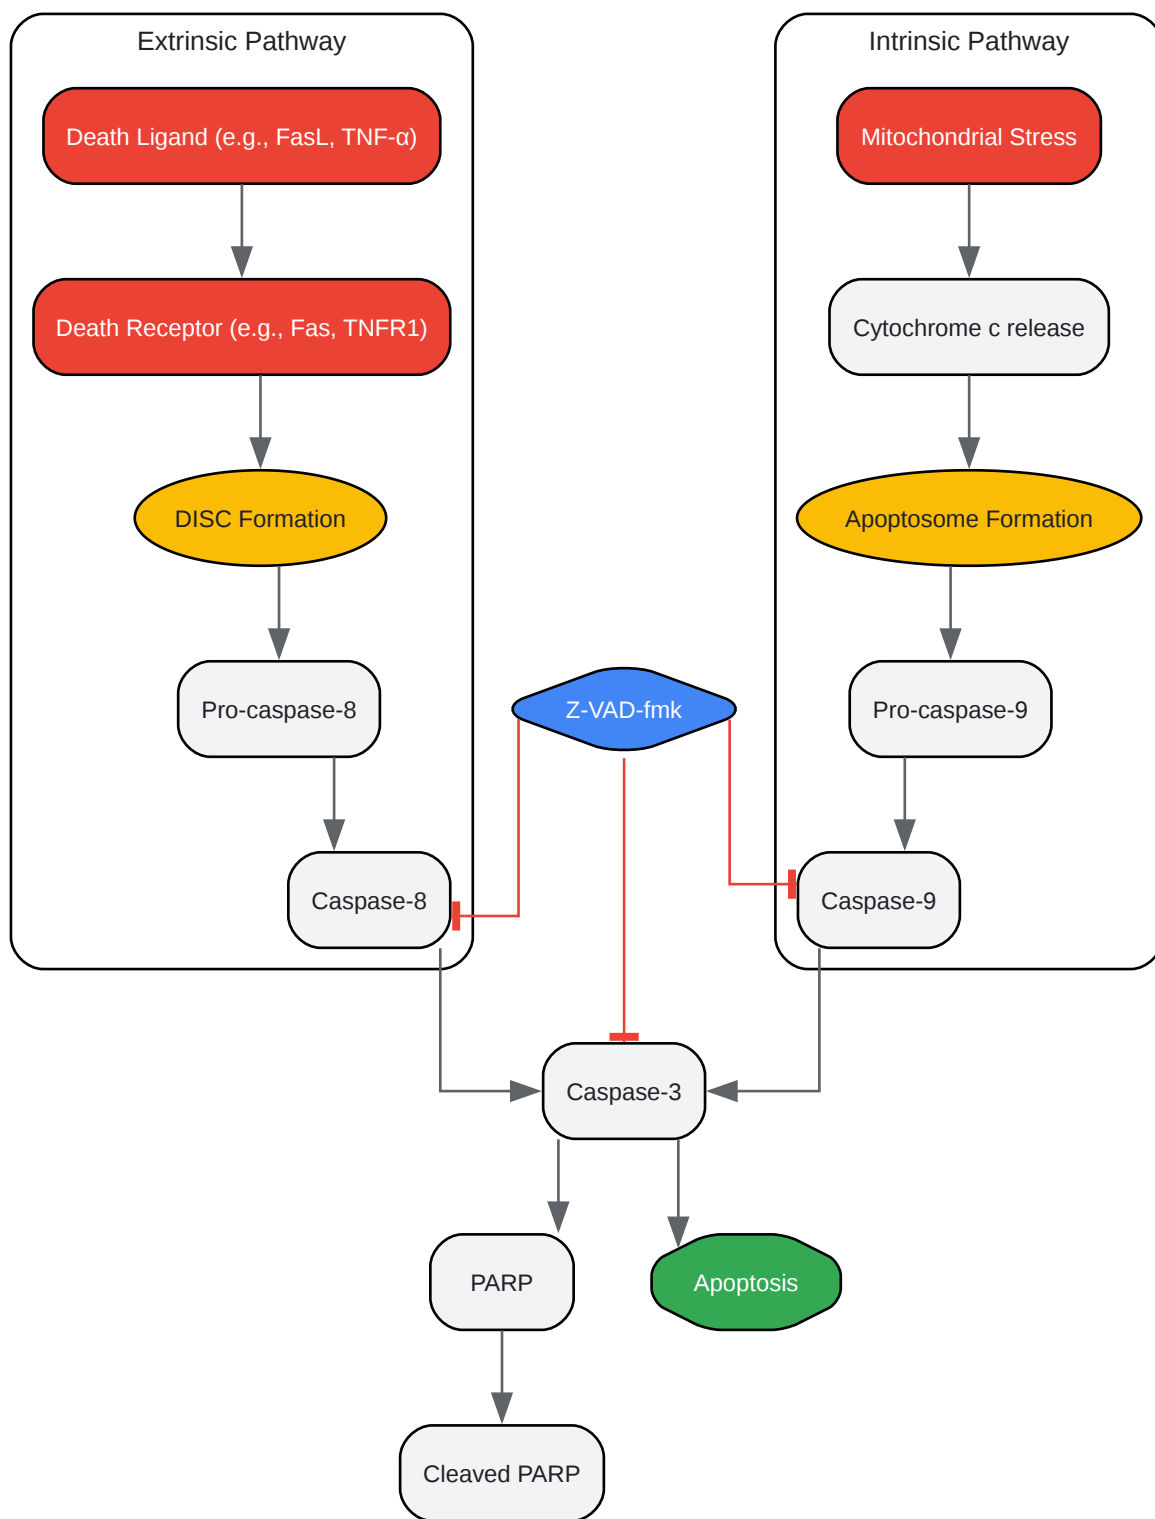 Extrinsic Pathway
Death Ligand (e.g., FasL, TNF-α)
Death Receptor (e.g., Fas, TNFR1)
DISC Formation
Pro-caspase-8
Caspase-8
Intrinsic Pathway
Mitochondrial Stress
Cytochrome c release
Apoptosome Formation
Pro-caspase-9
Caspase-9
Z-VAD-fmk
Caspase-3
PARP
Apoptosis
Cleaved PARP